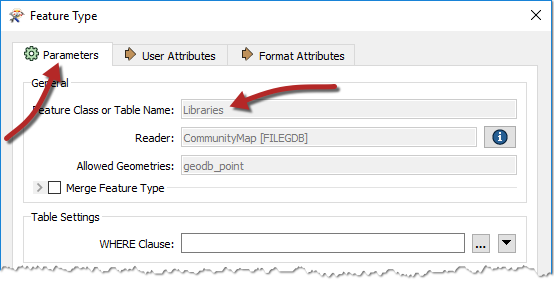 Feature Type
Parameters User Attributes Format Attributes
General
Feature Class or Table Name: Libraries
Reader: CommunityMap [FILEGDB]
Allowed Geometries: geodb_point
Merge Feature Type
Table Settings
WHERE Clause: ...